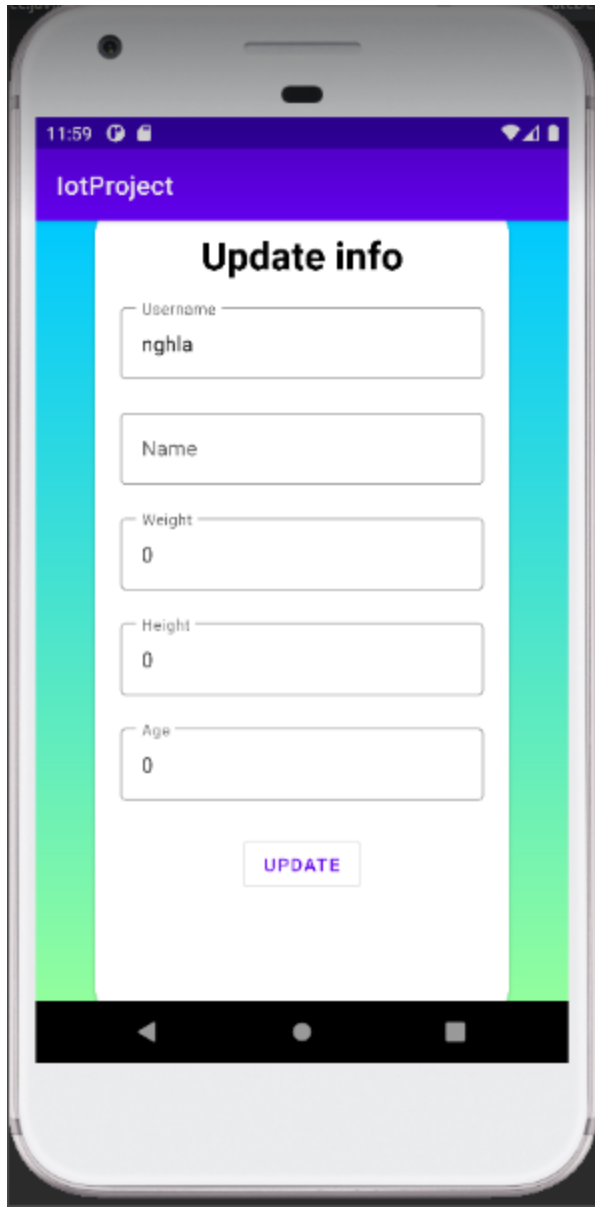 11:59
IotProject
Update info
Username
nghla
Name
Weight
0
Height
0
Age
0
UPDATE